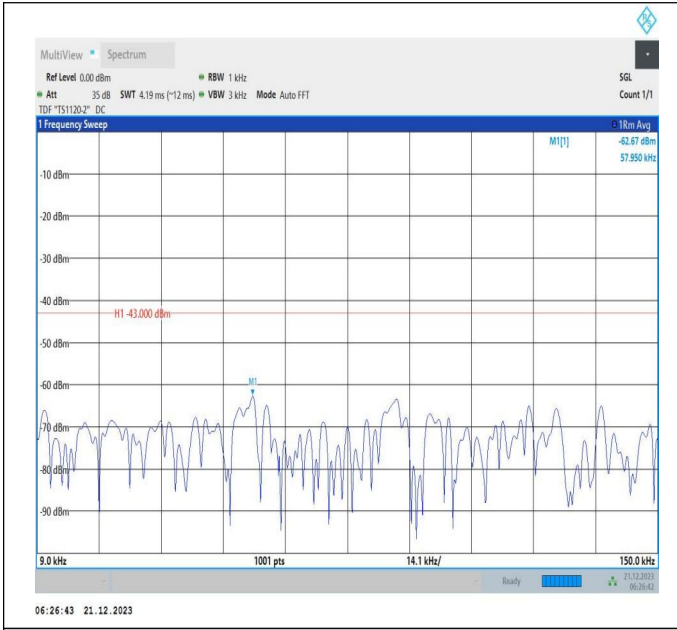 R S
MultiView Spectrum
Ref Level 0.00 dBm RBW 1 kHz SGL
Att 35 dB SWT 4.19 ms (~12 ms) VBW 3 kHz Mode Auto FFT Count 1/1
TDF "TS1120-2" DC
1 Frequency Sweep 1Rm Avg
M1[1] -62.67 dBm
57.950 kHz
-10 dBm
-20 dBm
-30 dBm
-40 dBm
H1 -43.000 dBm
-50 dBm
-60 dBm
M1
-70 dBm
-80 dBm
-90 dBm
9.0 kHz 1001 pts 14.1 kHz/ 150.0 kHz
Ready 21.12.2023
06:26:42
06:26:43 21.12.2023